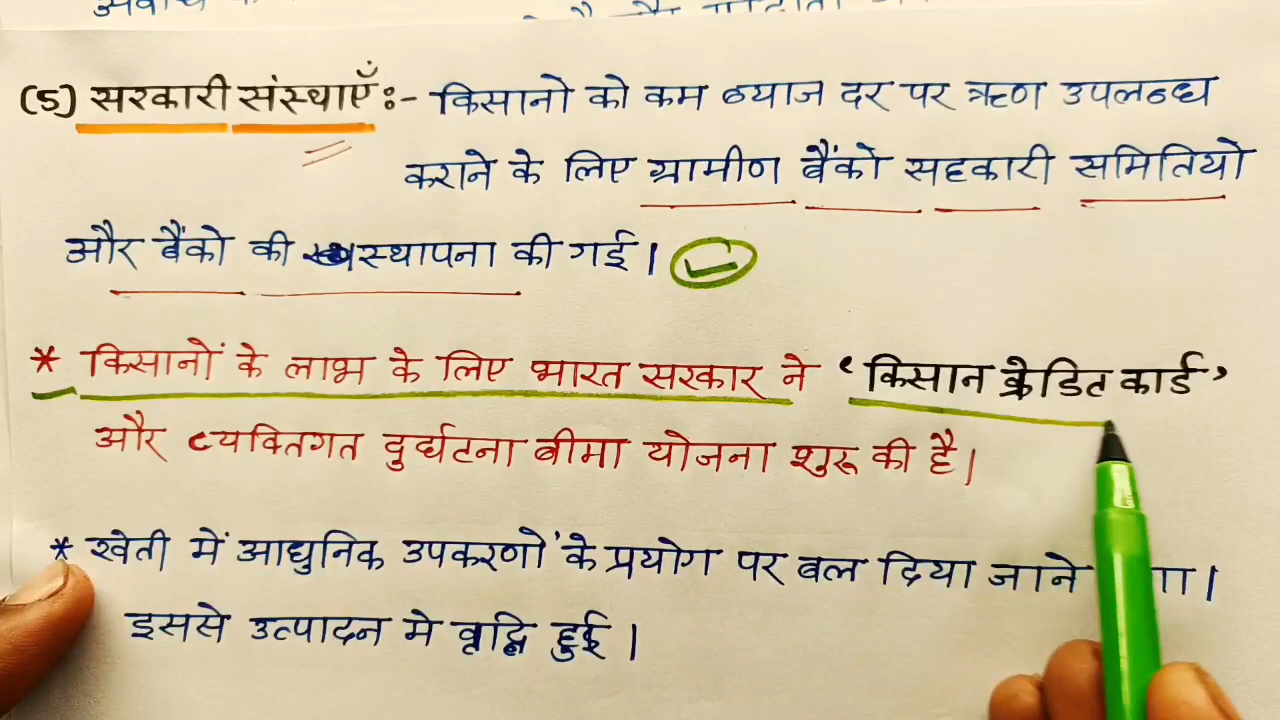 (5) सरकारी संस्थाएँ :- किसानो को कम ब्याज दर पर ऋण उपलब्ध
कराने के लिए ग्रामीण बैंको सहकारी समितियो
और बैंको की स्थापना की गई।
* किसानों के लाभ के लिए भारत सरकार ने 'किसान क्रेडिट कार्ड'
और व्यक्तिगत दुर्घटना बीमा योजना शुरू की है।
* खेती में आधुनिक उपकरणों के प्रयोग पर बल दिया जाने
इससे उत्पादन मे वृद्धि हुई।